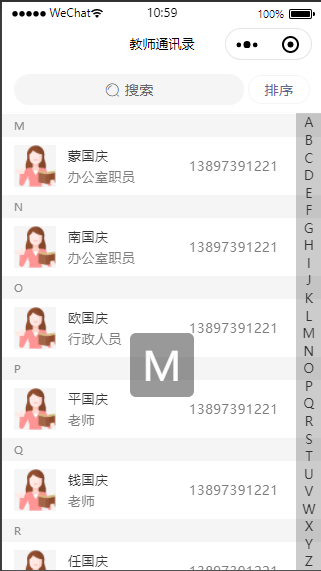 WeChat 10:59 100%
教师通讯录
搜索 排序
M
蒙国庆
办公室职员
13897391221
N
南国庆
办公室职员
13897391221
O
欧国庆
行政人员
13897391221
M
P
平国庆
老师
13897391221
Q
钱国庆
老师
13897391221
R
任国庆
13897391221
A
B
C
D
E
F
G
H
I
J
K
L
M
N
O
P
Q
R
S
T
U
V
W
X
Y
Z